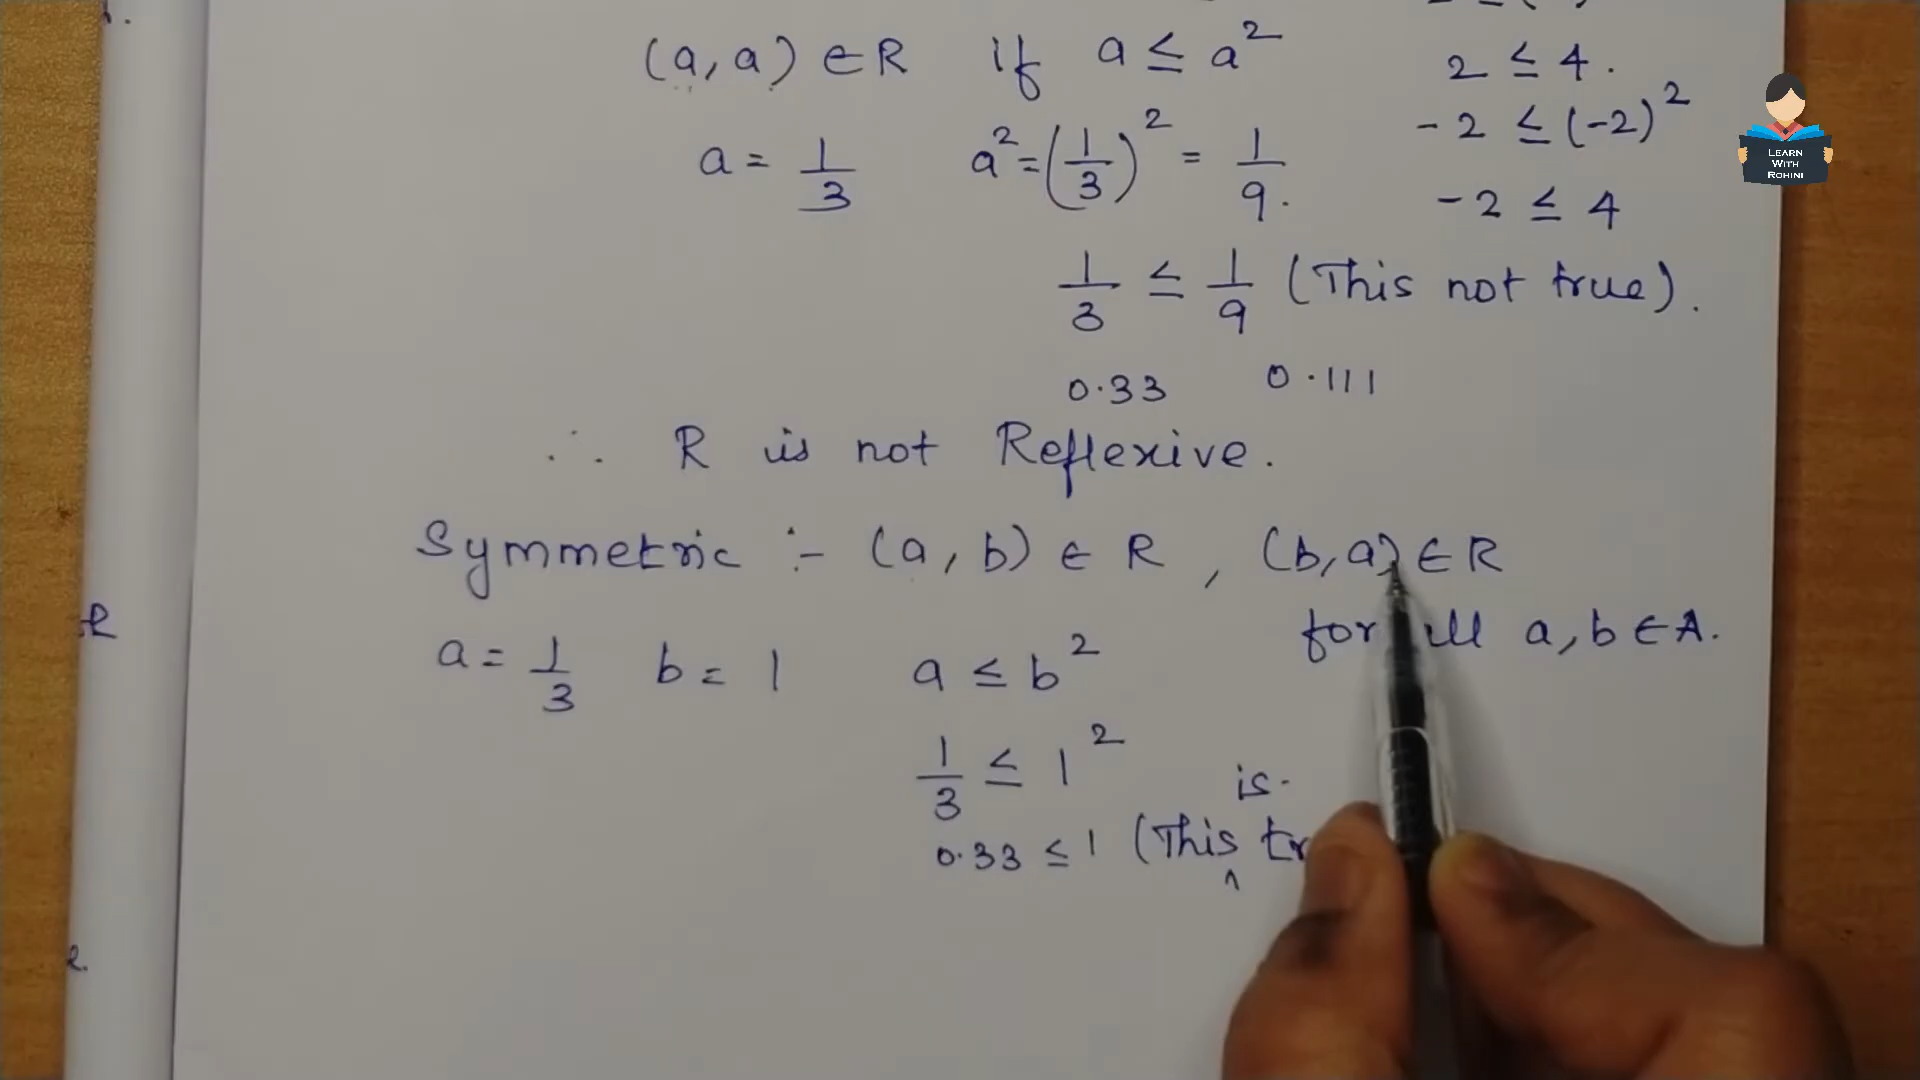 (a, a) ∈ R if a ≤ a²
2 ≤ 4.
-2 ≤ (-2)²
-2 ≤ 4
a = 1/3 a² = (1/3)² = 1/9.
1/3 ≤ 1/9 (This not true).
0.33 0.111
∴ R is not Reflexive.
Symmetric :- (a, b) ∈ R, (b, a) ∈ R
for all a, b ∈ A.
a = 1/3 b = 1 a ≤ b²
1/3 ≤ 1²
is.
0.33 ≤ 1 (This ^ tr
R
LEARN
WITH
ROHINI